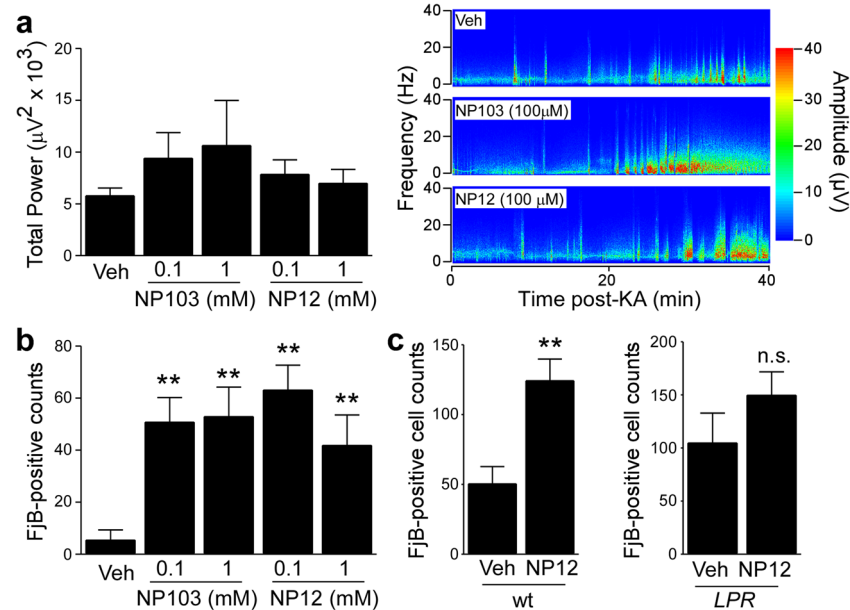 a
Total Power (μV² x 10³)
20
15
10
5
0
Veh
0.1
1
0.1
1
NP103 (mM)
NP12 (mM)
Frequency (Hz)
40
20
0
Veh
40
20
0
NP103 (100μM)
40
20
0
NP12 (100 μM)
0
20
40
Time post-KA (min)
40
30
20
10
0
Amplitude (μV)
b
FjB-positive counts
80
60
40
20
0
**
**
**
**
Veh
0.1
1
0.1
1
NP103 (mM)
NP12 (mM)
c
FjB-positive cell counts
150
100
50
0
**
Veh
NP12
wt
FjB-positive cell counts
200
150
100
50
0
n.s.
Veh
NP12
LPR